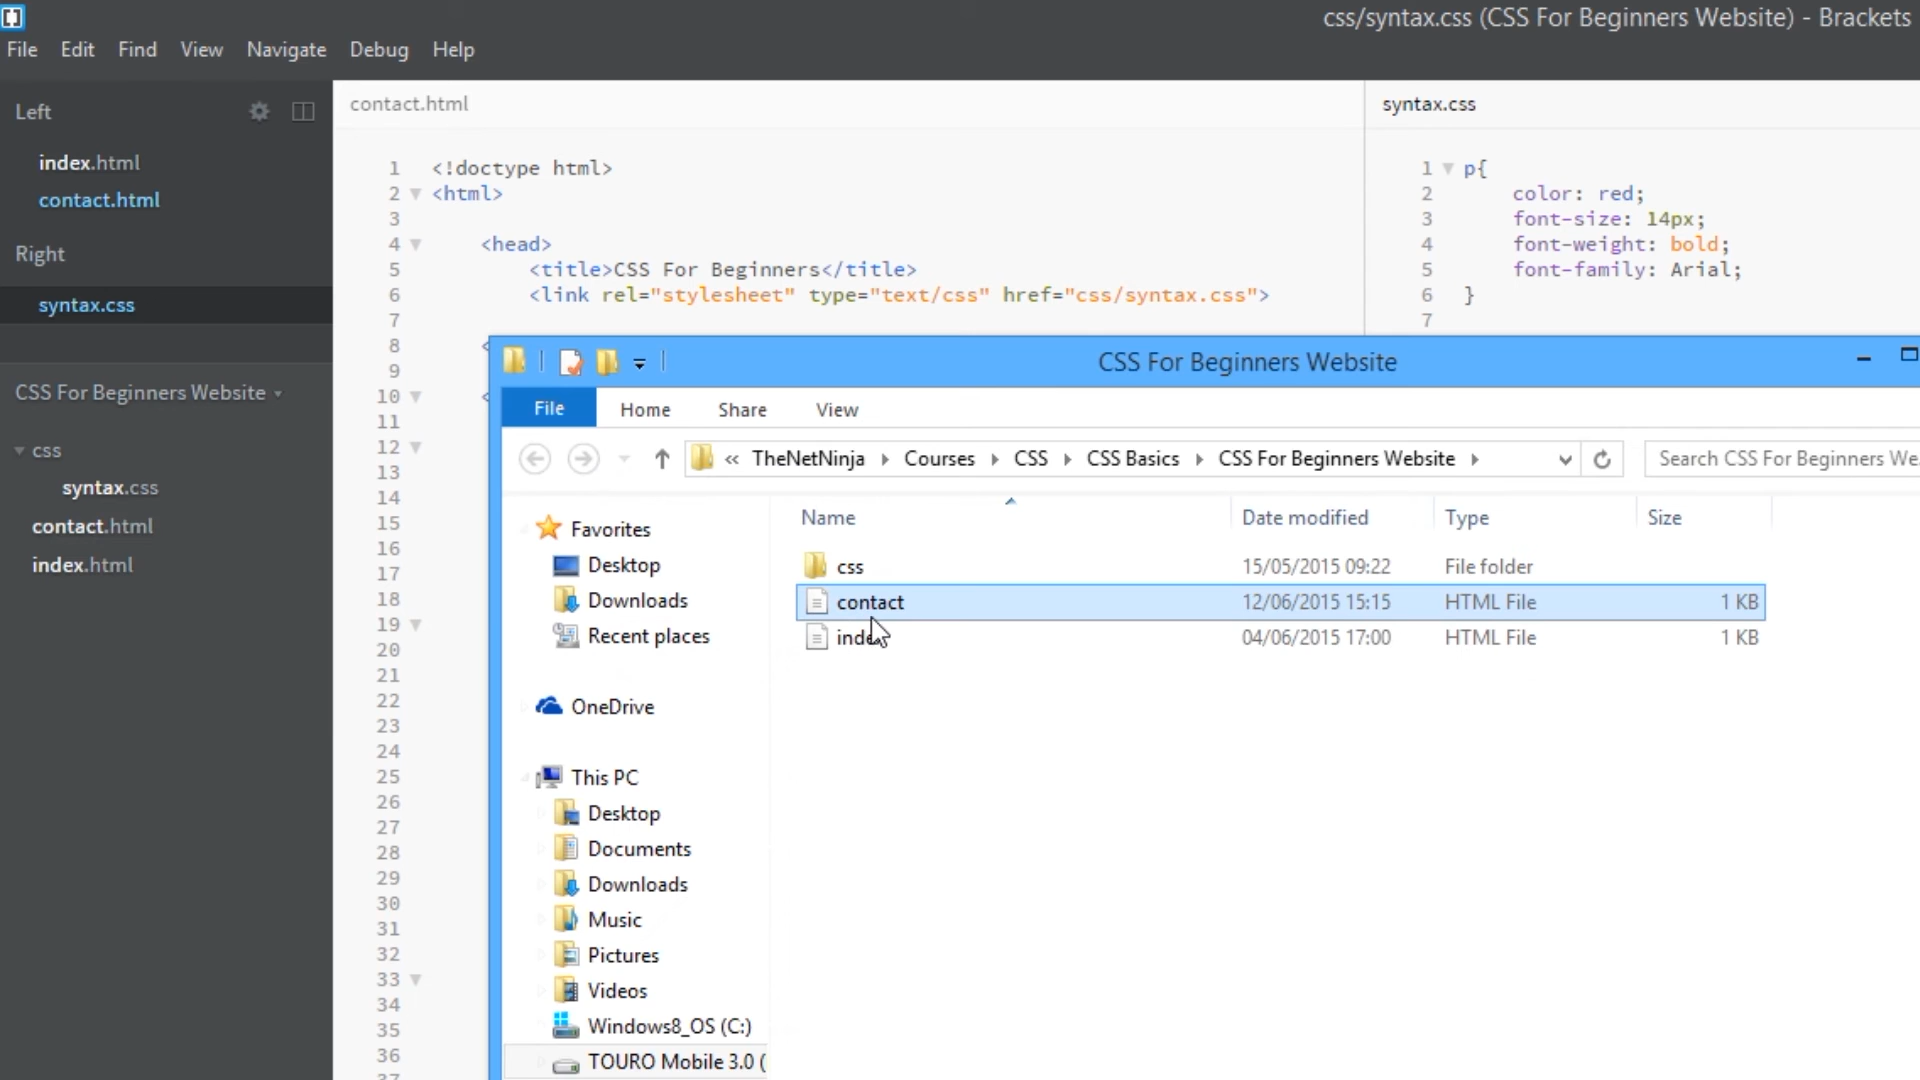 css/syntax.css (CSS For Beginners Website) - Brackets
File Edit Find View Navigate Debug Help
Left
index.html
contact.html
Right
syntax.css
CSS For Beginners Website
css
syntax.css
contact.html
index.html
contact.html
1 <!doctype html>
2 <html>
3
4 <head>
5 <title>CSS For Beginners</title>
6 <link rel="stylesheet" type="text/css" href="css/syntax.css">
7
8 <
9
10 <
11
12
13
14
15
16
17
18
19
20
21
22
23
24
25
26
27
28
29
30
31
32
33
34
35
36
syntax.css
1 p{
2 color: red;
3 font-size: 14px;
4 font-weight: bold;
5 font-family: Arial;
6 }
7
CSS For Beginners Website
File Home Share View
« TheNetNinja CSS Courses CSS Basics CSS For Beginners Website
Search CSS For Beginners We
Favorites
Desktop
Downloads
Recent places
OneDrive
This PC
Desktop
Documents
Downloads
Music
Pictures
Videos
Windows8_OS (C:)
TOURO Mobile 3.0 (
Name Date modified Type Size
css 15/05/2015 09:22 File folder
contact 12/06/2015 15:15 HTML File 1 KB
index 04/06/2015 17:00 HTML File 1 KB